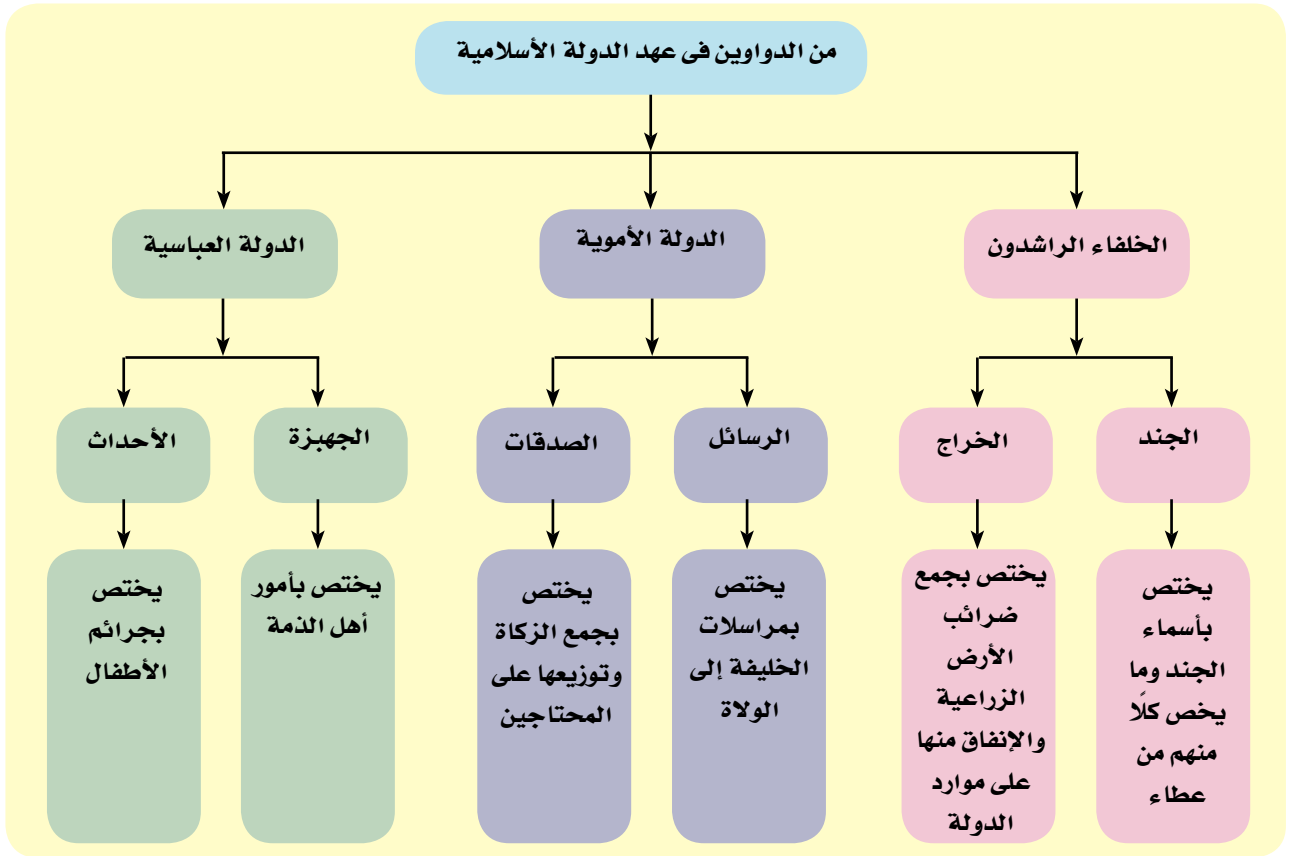 من الدواوين فى عهد الدولة الأسلامية
الخلفاء الراشدون
الدولة الأموية
الدولة العباسية
الجند
الخراج
الرسائل
الصدقات
الجهبزة
الأحداث
يختص
بأسماء
الجند وما
يخص كلًا
منهم من
عطاء
يختص بجمع
ضرائب
الأرض
الزراعية
والإنفاق منها
على موارد
الدولة
يختص
بمراسلات
الخليفة إلى
الولاة
يختص
بجمع الزكاة
وتوزيعها على
المحتاجين
يختص بأمور
أهل الذمة
يختص
بجرائم
الأطفال